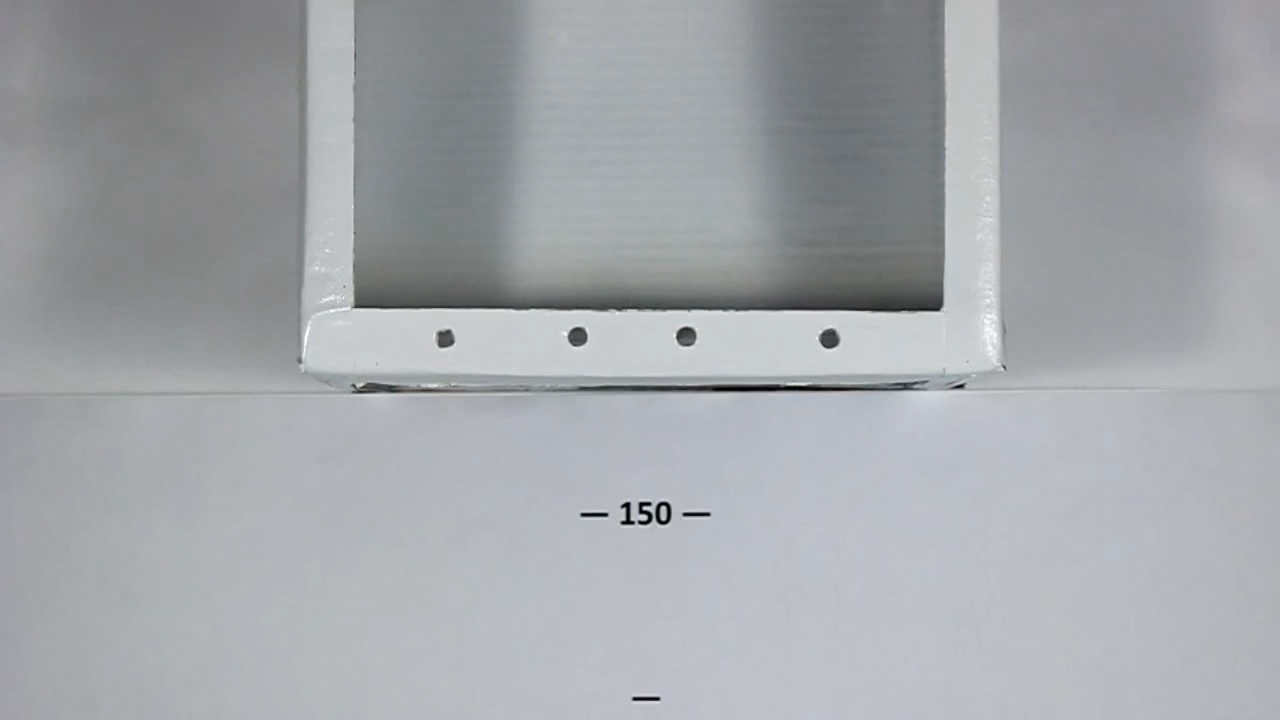 — 150 —
—